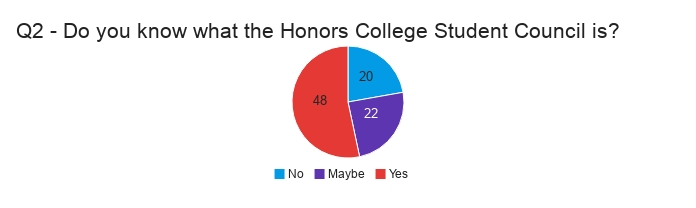 Q2 - Do you know what the Honors College Student Council is?
20
48
22
No Maybe Yes